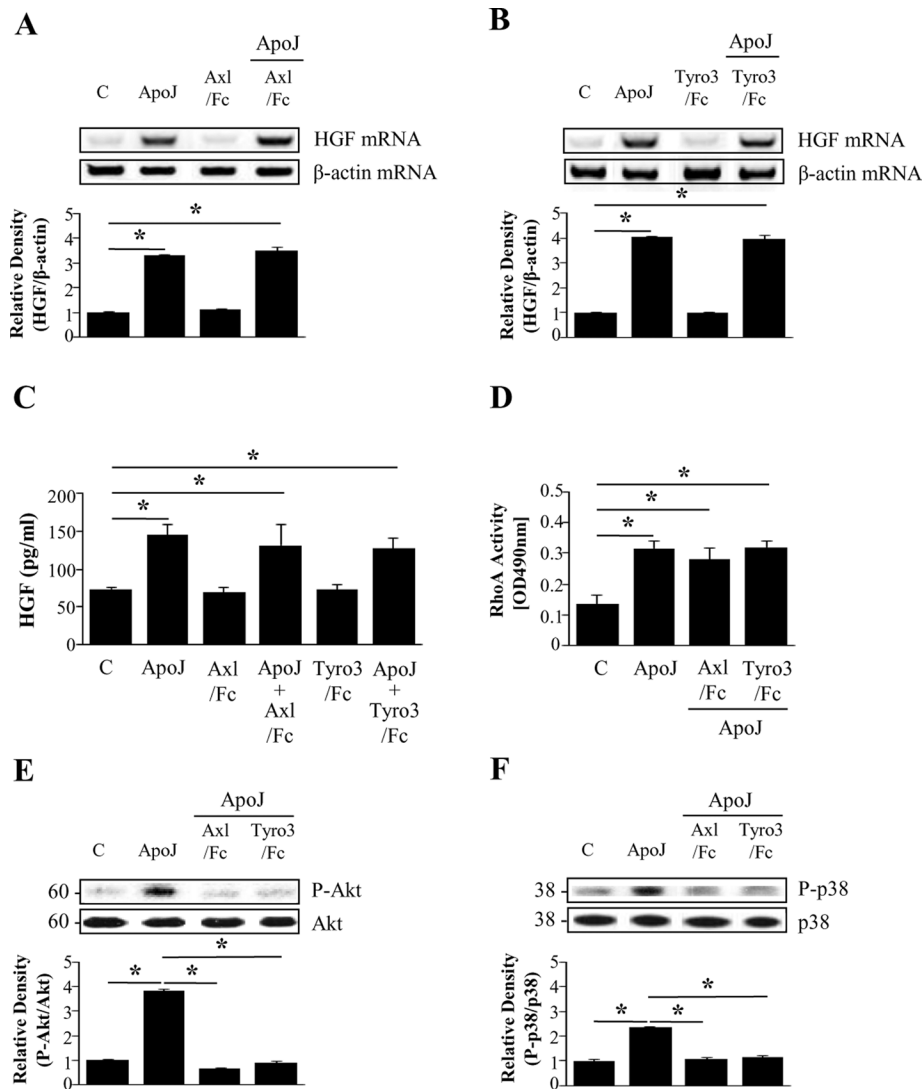 A
ApoJ
C ApoJ Axl /Fc Axl /Fc
HGF mRNA
β-actin mRNA
Relative Density
(HGF/β-actin)
5
4
3
2
1
0
*
*
B
ApoJ
C ApoJ Tyro3 /Fc Tyro3 /Fc
HGF mRNA
β-actin mRNA
Relative Density
(HGF/β-actin)
5
4
3
2
1
0
*
*
C
HGF (pg/ml)
200
150
100
50
0
*
*
*
C ApoJ Axl ApoJ Tyro3 ApoJ
/Fc + /Fc +
Axl Tyro3
/Fc /Fc
D
RhoA Activity
[OD490nm]
0.5
0.4
0.3
0.2
0.1
0
*
*
*
C ApoJ Axl Tyro3
/Fc /Fc
ApoJ
E
ApoJ
C ApoJ Axl /Fc Tyro3 /Fc
60 - P-Akt
60 - Akt
Relative Density
(P-Akt/Akt)
5
4
3
2
1
0
*
* *
F
ApoJ
C ApoJ Axl /Fc Tyro3 /Fc
38 - P-p38
38 - p38
Relative Density
(P-p38/p38)
5
4
3
2
1
0
*
* *